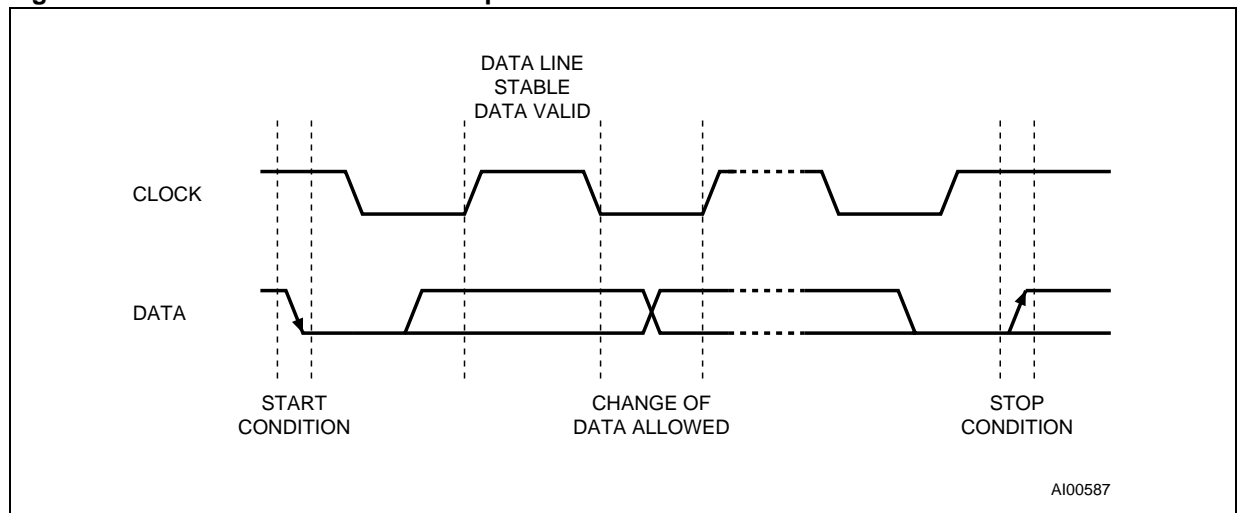 DATA LINE
STABLE
DATA VALID
CLOCK
DATA
START
CONDITION
CHANGE OF
DATA ALLOWED
STOP
CONDITION
AI00587